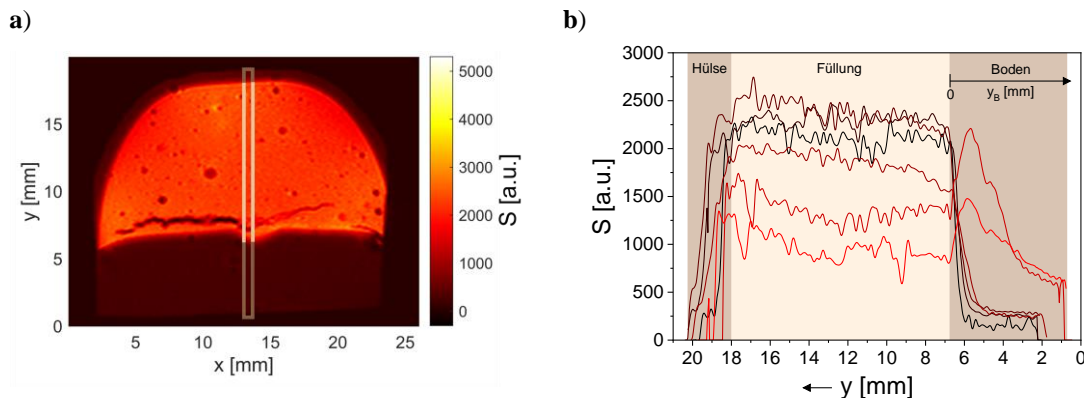 a)
15
10
5
0
y [mm]
5
10
15
20
25
x [mm]
5000
4000
3000
2000
1000
0
S [a.u.]
b)
3000
2500
2000
1500
1000
500
0
S [a.u.]
Hülse
Füllung
Boden
0
y_B [mm]
20 18 16 14 12 10 8 6 4 2 0
← y [mm]